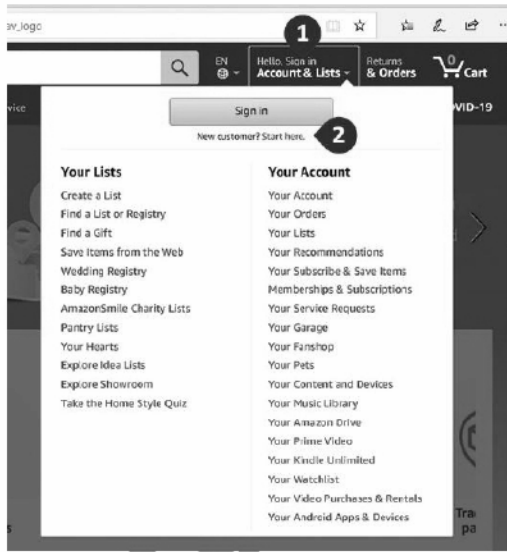 av_logo
1
EN
Hello, Sign in
Account & Lists
Returns
& Orders
0
Cart
vice
VID-19
Sign in
New customer? Start here.
2
Your Lists
Create a List
Find a List or Registry
Find a Gift
Save Items from the Web
Wedding Registry
Baby Registry
AmazonSmile Charity Lists
Pantry Lists
Your Hearts
Explore Idea Lists
Explore Showroom
Take the Home Style Quiz
Your Account
Your Account
Your Orders
Your Lists
Your Recommendations
Your Subscribe & Save Items
Memberships & Subscriptions
Your Service Requests
Your Garage
Your Fanshop
Your Pets
Your Content and Devices
Your Music Library
Your Amazon Drive
Your Prime Video
Your Kindle Unlimited
Your Watchlist
Your Video Purchases & Rentals
Your Android Apps & Devices
s
Tra
pa